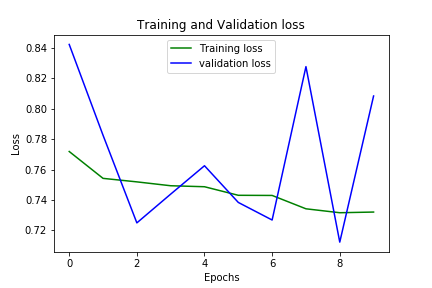 Training and Validation loss
Training loss
validation loss
0.84
0.82
0.80
0.78
0.76
0.74
0.72
Loss
0
2
4
6
8
Epochs